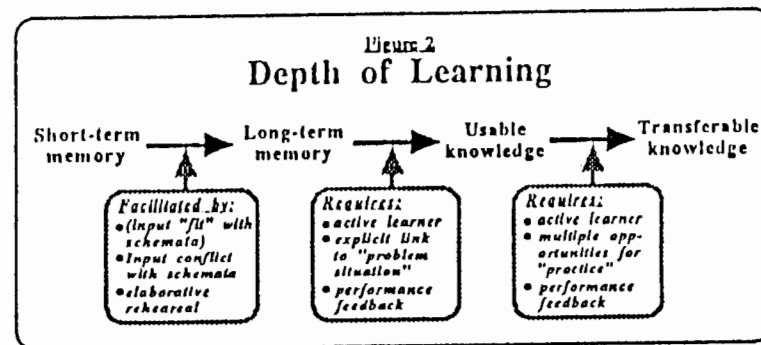 Figure 2
Depth of Learning
Short-term
memory
Long-term
memory
Usable
knowledge
Transferable
knowledge
Facilitated by:
• (input "fit" with
schemata)
• Input conflict
with schemata
• elaborative
rehearsal
Requires:
• active learner
• explicit link
to "problem
situation"
• performance
feedback
Requires:
• active learner
• multiple opp-
ortunities for
"practice"
• performance
feedback